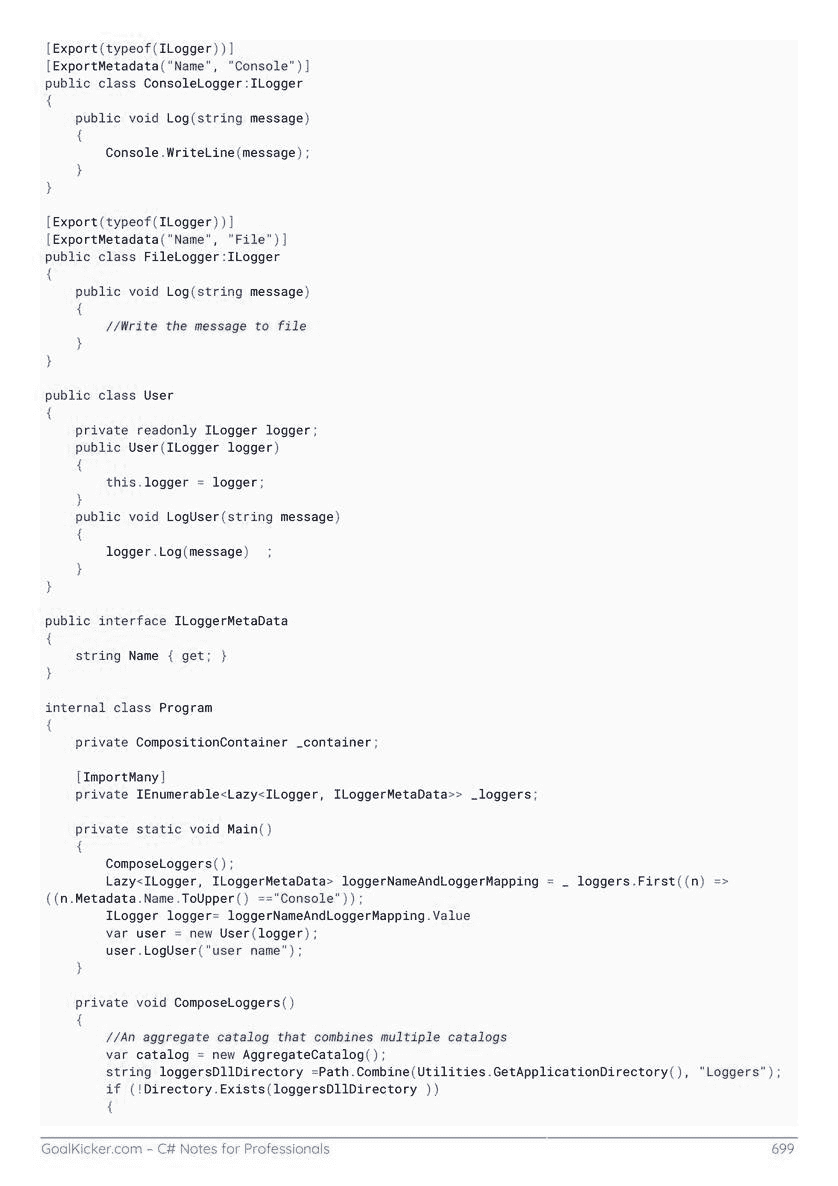 [Export(typeof(ILogger))]
[ExportMetadata("Name", "Console")]
public class ConsoleLogger:ILogger
{
    public void Log(string message)
    {
        Console.WriteLine(message);
    }
}

[Export(typeof(ILogger))]
[ExportMetadata("Name", "File")]
public class FileLogger:ILogger
{
    public void Log(string message)
    {
        //Write the message to file
    }
}

public class User
{
    private readonly ILogger logger;
    public User(ILogger logger)
    {
        this.logger = logger;
    }
    public void LogUser(string message)
    {
        logger.Log(message)  ;
    }
}

public interface ILoggerMetaData
{
    string Name { get; }
}

internal class Program
{
    private CompositionContainer _container;

    [ImportMany]
    private IEnumerable<Lazy<ILogger, ILoggerMetaData>> _loggers;

    private static void Main()
    {
        ComposeLoggers();
        Lazy<ILogger, ILoggerMetaData> loggerNameAndLoggerMapping = _ loggers.First((n) =>
((n.Metadata.Name.ToUpper() =="Console"));
        ILogger logger= loggerNameAndLoggerMapping.Value
        var user = new User(logger);
        user.LogUser("user name");
    }

    private void ComposeLoggers()
    {
        //An aggregate catalog that combines multiple catalogs
        var catalog = new AggregateCatalog();
        string loggersDllDirectory =Path.Combine(Utilities.GetApplicationDirectory(), "Loggers");
        if (!Directory.Exists(loggersDllDirectory ))
        {
GoalKicker.com – C# Notes for Professionals
699